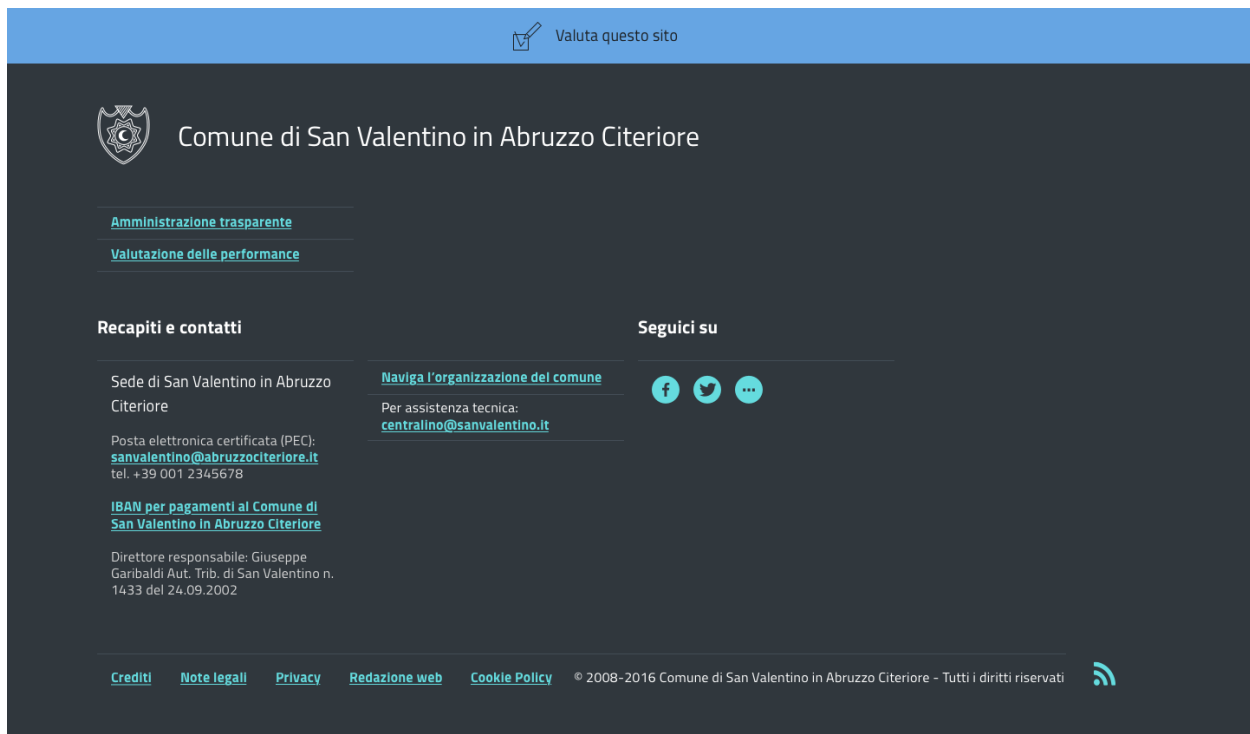 Valuta questo sito
Comune di San Valentino in Abruzzo Citeriore
Amministrazione trasparente
Valutazione delle performance
Recapiti e contatti
Sede di San Valentino in Abruzzo
Citeriore
Posta elettronica certificata (PEC):
sanvalentino@abruzzociteriore.it
tel. +39 001 2345678
IBAN per pagamenti al Comune di
San Valentino in Abruzzo Citeriore
Direttore responsabile: Giuseppe
Garibaldi Aut. Trib. di San Valentino n.
1433 del 24.09.2002
Naviga l'organizzazione del comune
Per assistenza tecnica:
centralino@sanvalentino.it
Seguici su
Crediti Note legali Privacy Redazione web Cookie Policy © 2008-2016 Comune di San Valentino in Abruzzo Citeriore - Tutti i diritti riservati